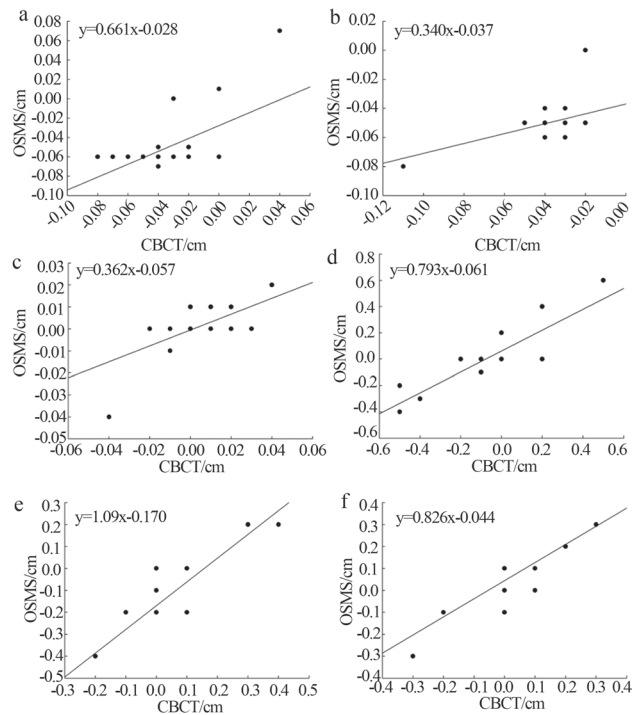 a
y=0.661x-0.028
0.08
0.06
0.04
0.02
0.00
-0.02
-0.04
-0.06
-0.08
-0.10
OSMS/cm
-0.10 -0.08 -0.06 -0.04 -0.02 0.00 0.02 0.04 0.06
CBCT/cm
b
y=0.340x-0.037
0.02
0.00
-0.02
-0.04
-0.06
-0.08
-0.10
OSMS/cm
-0.12 -0.10 -0.08 -0.06 -0.04 -0.02 0.00
CBCT/cm
c
y=0.362x-0.057
0.03
0.02
0.01
0.00
-0.01
0.02
-0.03
-0.04
-0.05
OSMS/cm
-0.06 -0.04 -0.02 0.00 0.02 0.04 0.06
CBCT/cm
d
y=0.793x-0.061
0.8
0.6
0.4
0.2
0.0
-0.2
-0.4
-0.6
OSMS/cm
-0.6 -0.4 -0.2 0.0 0.2 0.4 0.6
CBCT/cm
e
y=1.09x-0.170
0.3
0.2
0.1
0.0
-0.1
-0.2
-0.3
-0.4
-0.5
OSMS/cm
-0.3 -0.2 -0.1 0.0 0.1 0.2 0.3 0.4 0.5
CBCT/cm
f
y=0.826x-0.044
0.4
0.3
0.2
0.1
0.0
-0.1
-0.2
-0.3
-0.4
OSMS/cm
-0.4 -0.3 -0.2 -0.1 0.0 0.1 0.2 0.3 0.4
CBCT/cm